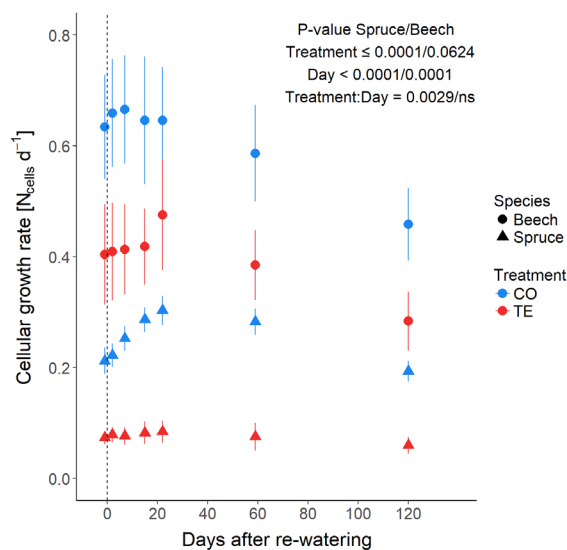 P-value Spruce/Beech
Treatment ≤ 0.0001/0.0624
Day < 0.0001/0.0001
Treatment:Day = 0.0029/ns
Cellular growth rate [N_cells d⁻¹]
0.8
0.6
0.4
0.2
0.0
0 20 40 60 80 100 120
Days after re-watering
Species
Beech
Spruce
Treatment
CO
TE